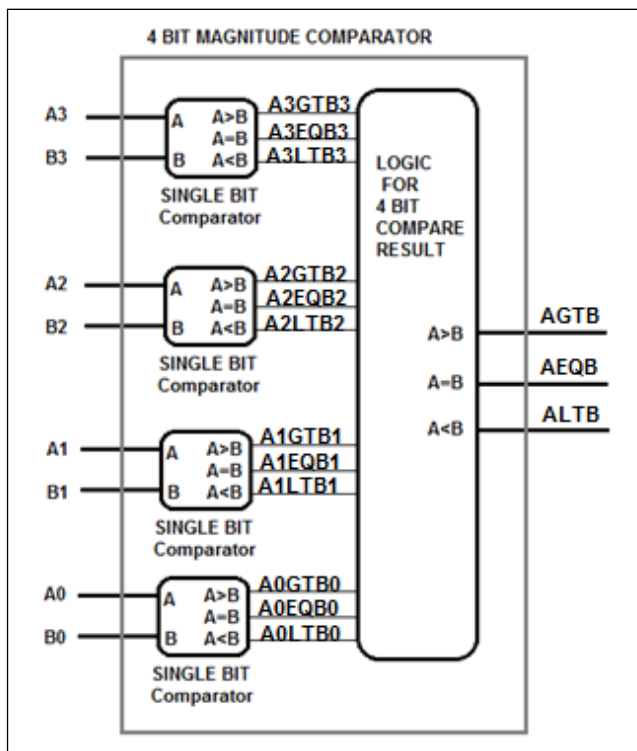 4 BIT MAGNITUDE COMPARATOR
A3
B3
A A>B
A=B
B A<B
A3GTB3
A3EQB3
A3LTB3
SINGLE BIT
Comparator
A2
B2
A A>B
A=B
B A<B
A2GTB2
A2EQB2
A2LTB2
SINGLE BIT
Comparator
A1
B1
A A>B
A=B
B A<B
A1GTB1
A1EQB1
A1LTB1
SINGLE BIT
Comparator
A0
B0
A A>B
A=B
B A<B
A0GTB0
A0EQB0
A0LTB0
SINGLE BIT
Comparator
LOGIC
FOR
4 BIT
COMPARE
RESULT
A>B
A=B
A<B
AGTB
AEQB
ALTB